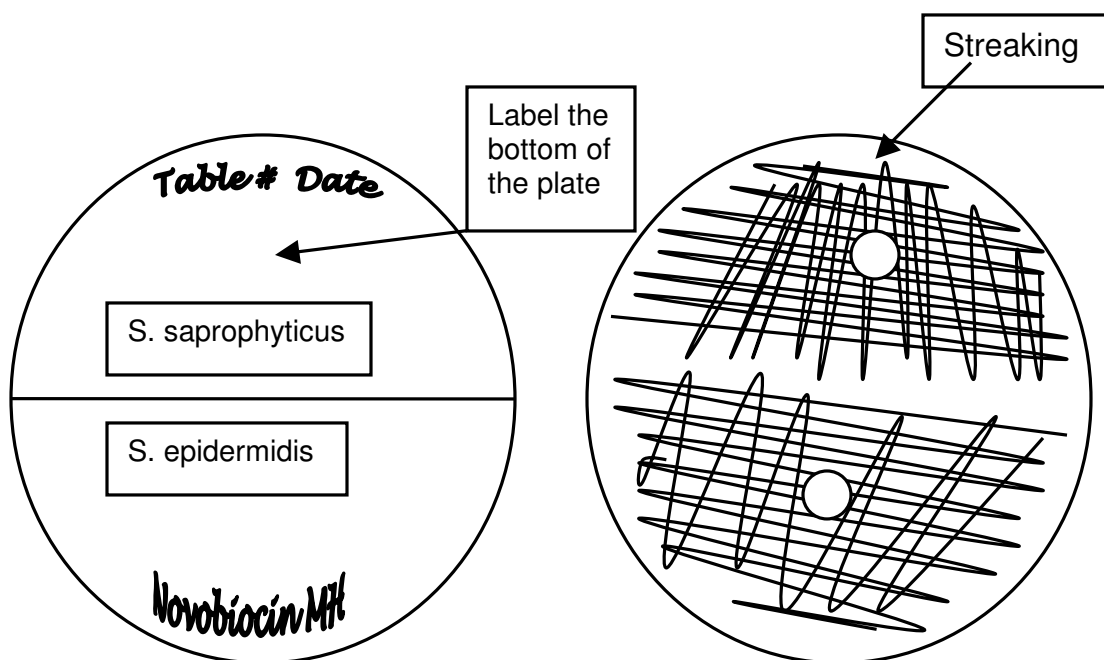 Streaking
Label the
bottom of
the plate
Table# Date
S. saprophyticus
S. epidermidis
Novobiocin MH